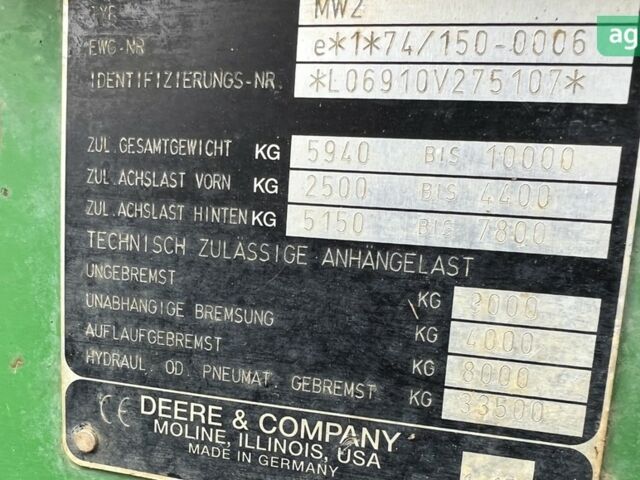 TYP MW2
EWG-NR e*1*74/150-0006
IDENTIFIZIERUNGS-NR. *L06910V275107*
ZUL. GESAMTGEWICHT KG 5940 BIS 10000
ZUL. ACHSLAST VORN KG 2500 BIS 4400
ZUL. ACHSLAST HINTEN KG 5150 BIS 7800
TECHNISCH ZULÄSSIGE ANHÄNGELAST
UNGEBREMST KG 2000
UNABHÄNGIGE BREMSUNG KG 4000
AUFLAUFGEBREMST KG 8000
HYDRAUL. OD. PNEUMAT. GEBREMST KG 33500
CE DEERE & COMPANY
MOLINE, ILLINOIS, USA
MADE IN GERMANY
ag